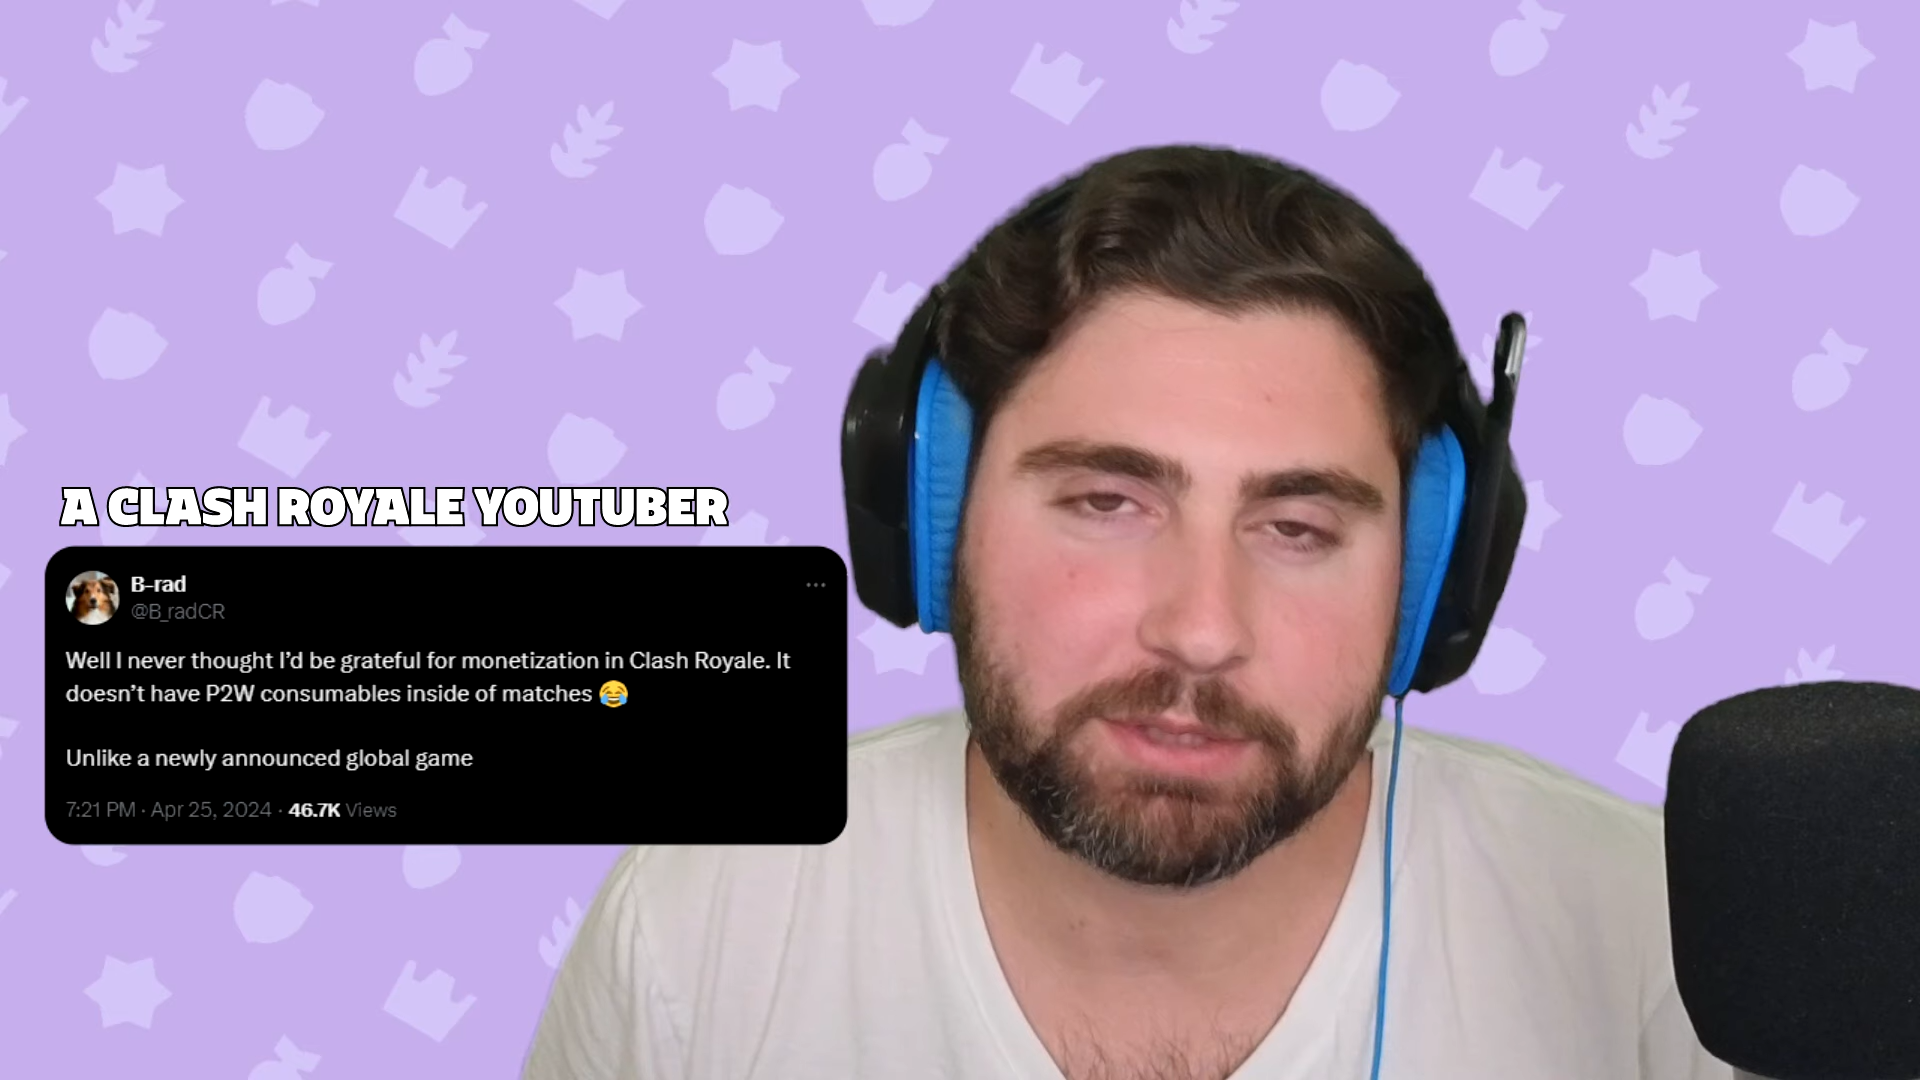 A CLASH ROYALE YOUTUBER
B-rad
@B_radCR
Well I never thought I’d be grateful for monetization in Clash Royale. It
doesn’t have P2W consumables inside of matches 😂
Unlike a newly announced global game
7:21 PM · Apr 25, 2024 · 46.7K Views